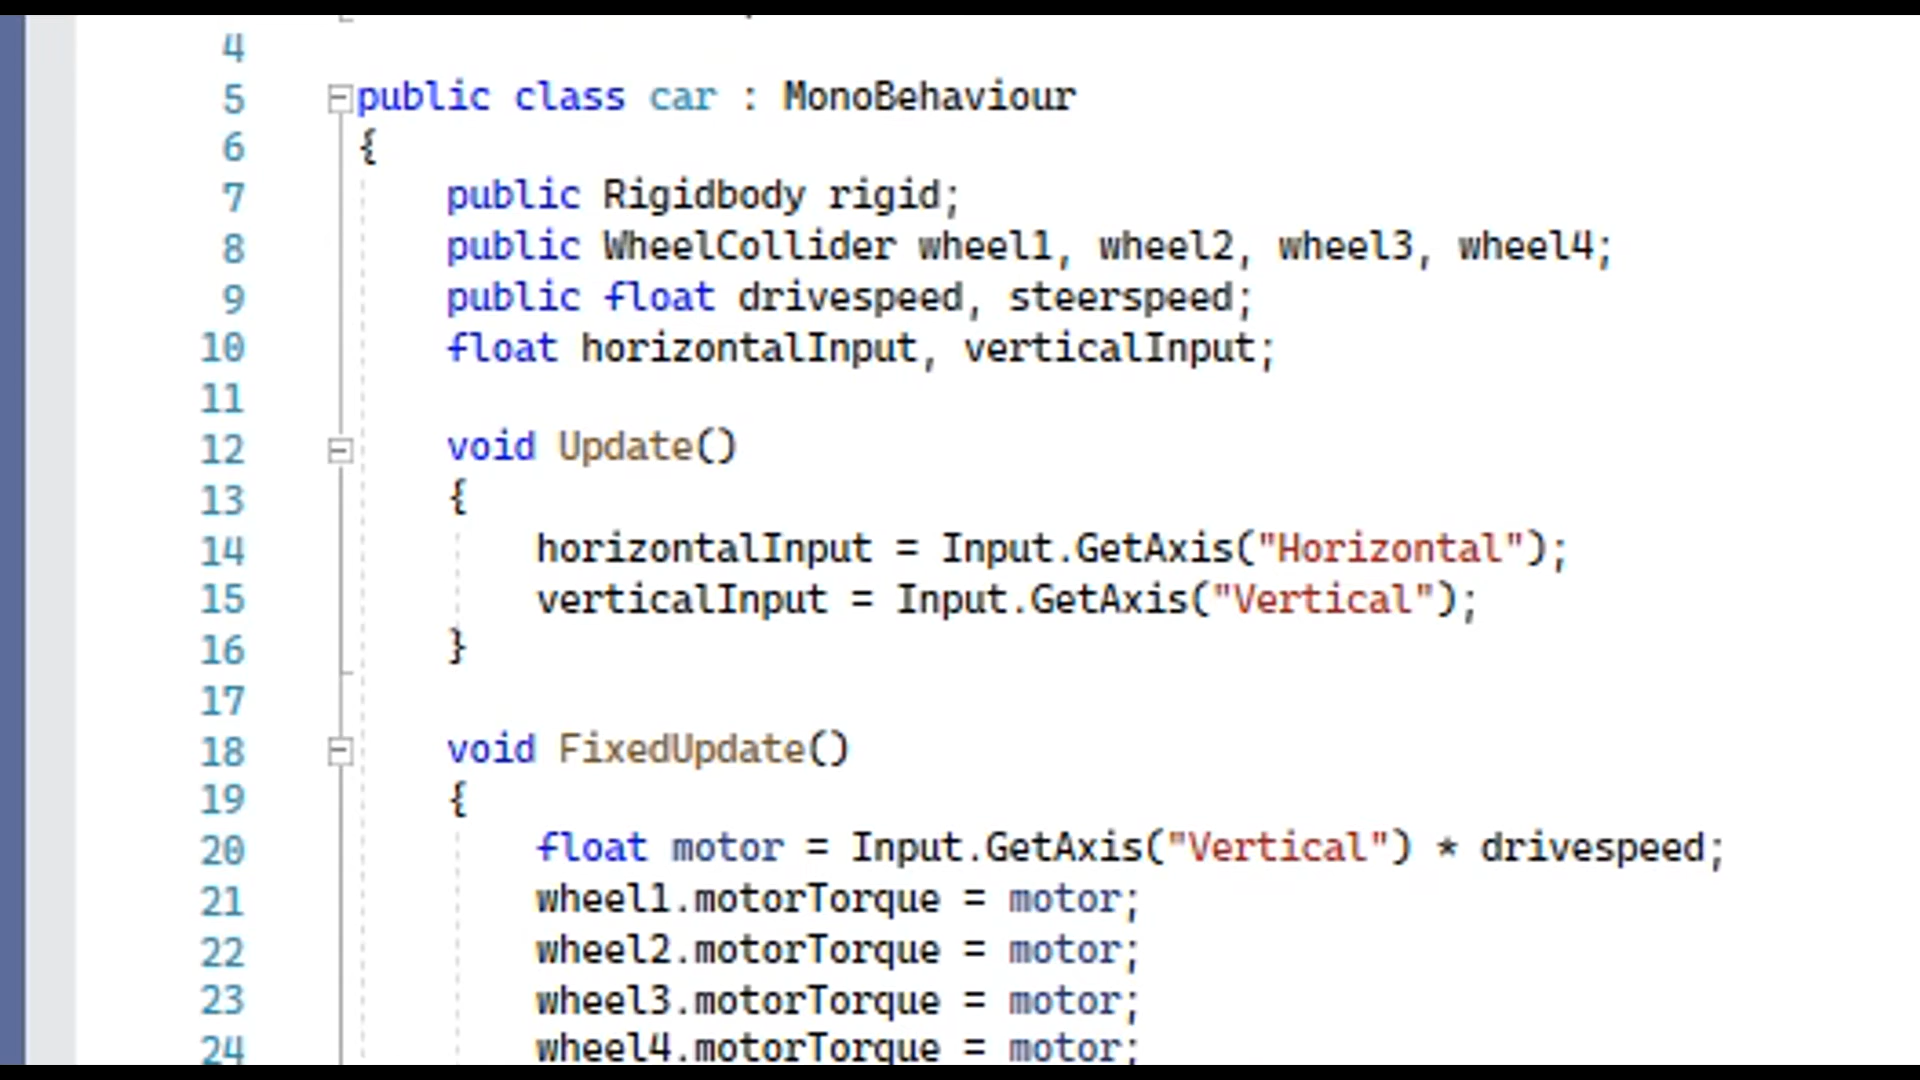 4
5 public class car : MonoBehaviour
6 {
7 public Rigidbody rigid;
8 public WheelCollider wheel1, wheel2, wheel3, wheel4;
9 public float drivespeed, steerspeed;
10 float horizontalInput, verticalInput;
11
12 void Update()
13 {
14 horizontalInput = Input.GetAxis("Horizontal");
15 verticalInput = Input.GetAxis("Vertical");
16 }
17
18 void FixedUpdate()
19 {
20 float motor = Input.GetAxis("Vertical") * drivespeed;
21 wheel1.motorTorque = motor;
22 wheel2.motorTorque = motor;
23 wheel3.motorTorque = motor;
24 wheel4.motorTorque = motor;